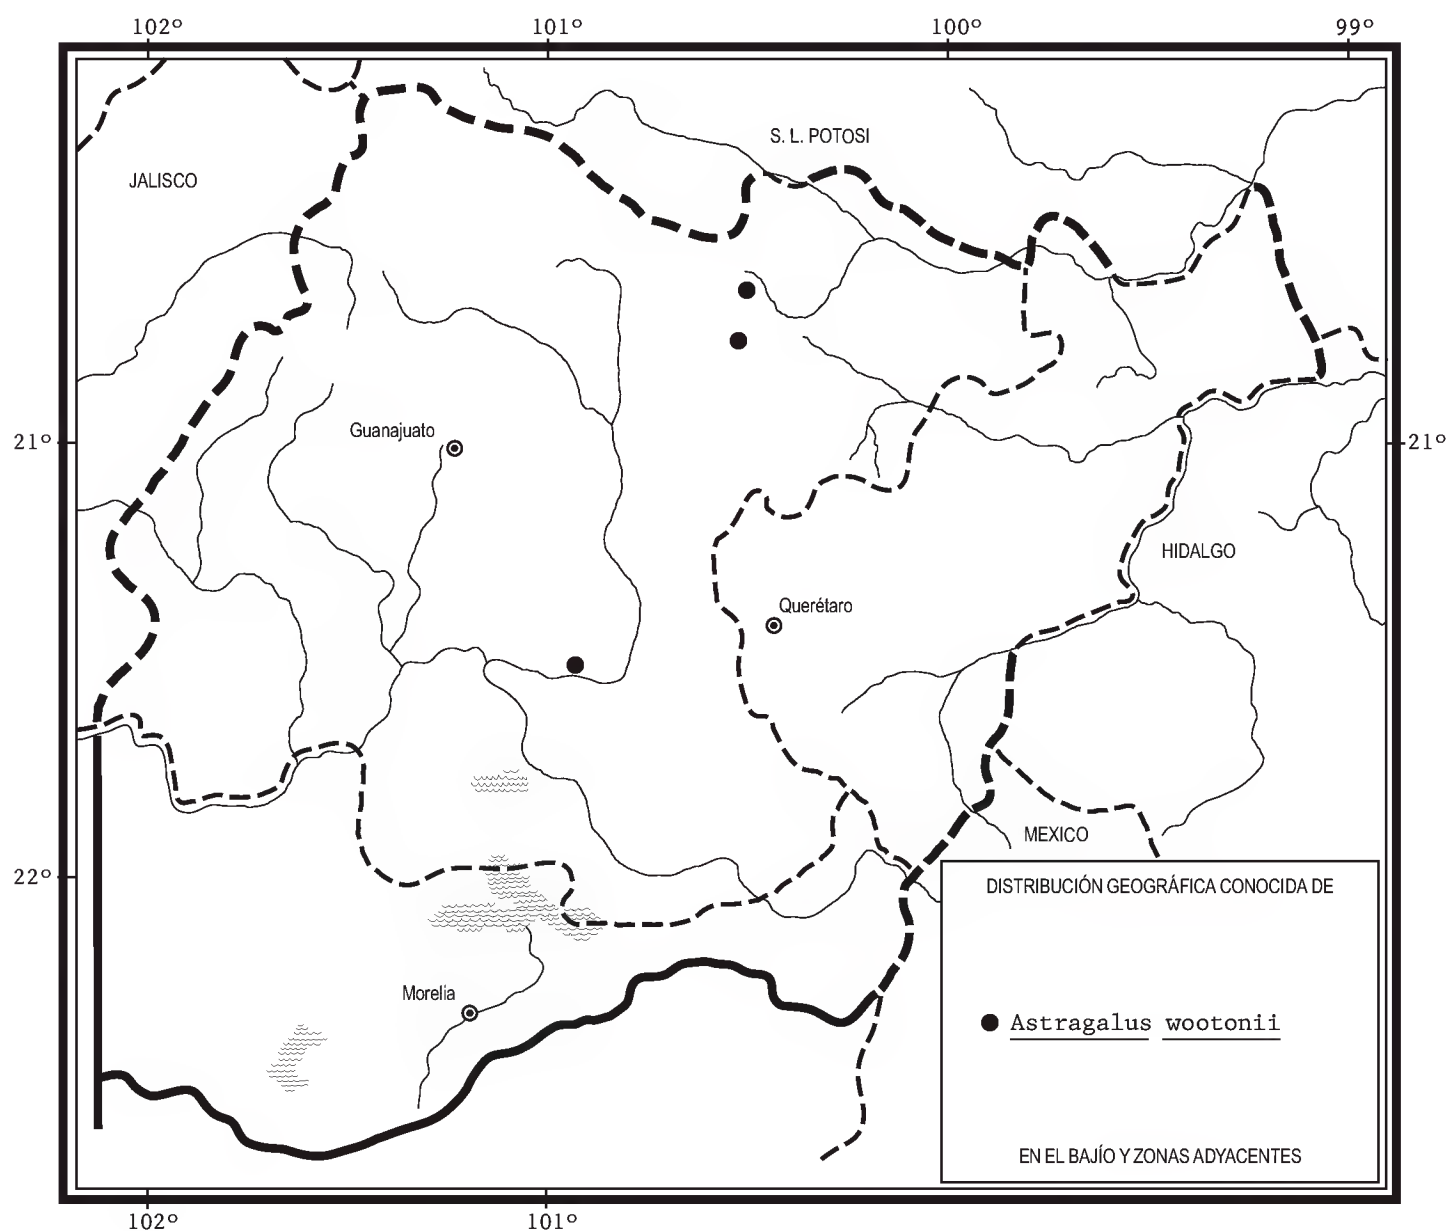 102º 101º 100º 99º
S. L. POTOSI
JALISCO
Guanajuato
21º 21º
HIDALGO
Querétaro
MEXICO
22º
DISTRIBUCIÓN GEOGRÁFICA CONOCIDA DE
Morelia
Astragalus wootonii
EN EL BAJÍO Y ZONAS ADYACENTES
102º 101º